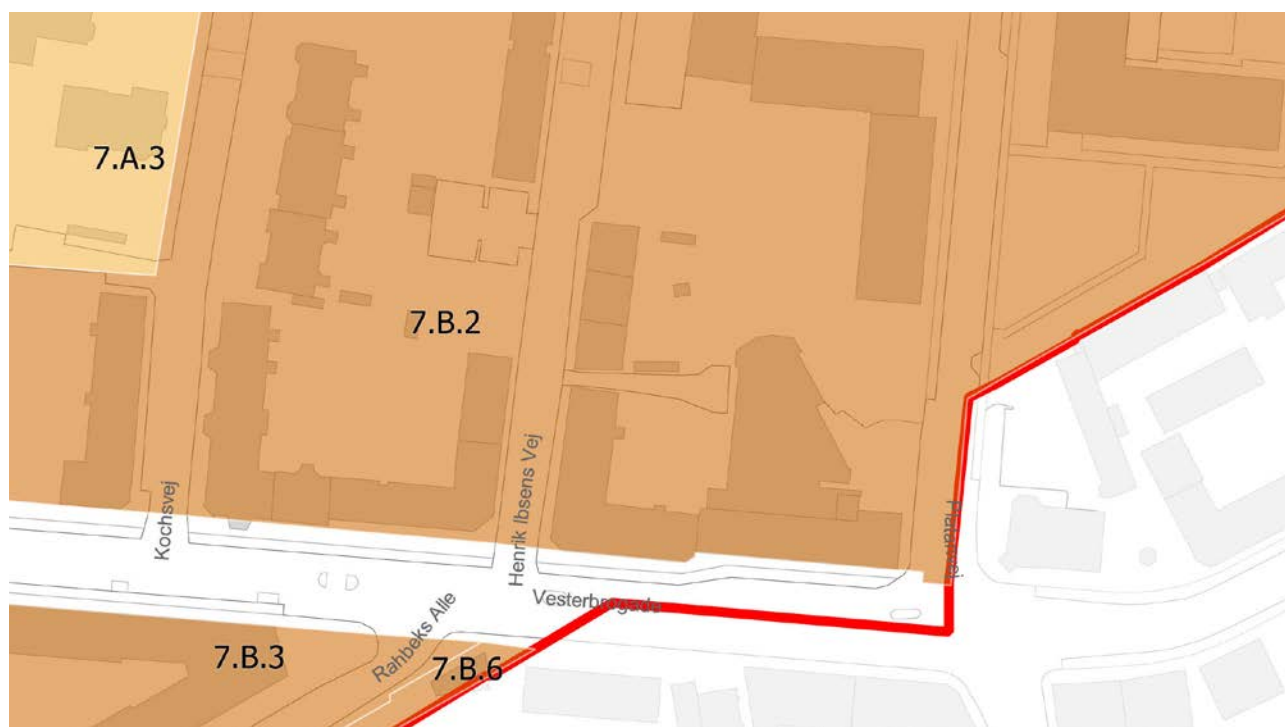 7.A.3
7.B.2
Kochsvej
Henrik Ibsens Vej
Vesterbrogade
Rahbeks Alle
7.B.3
7.B.6